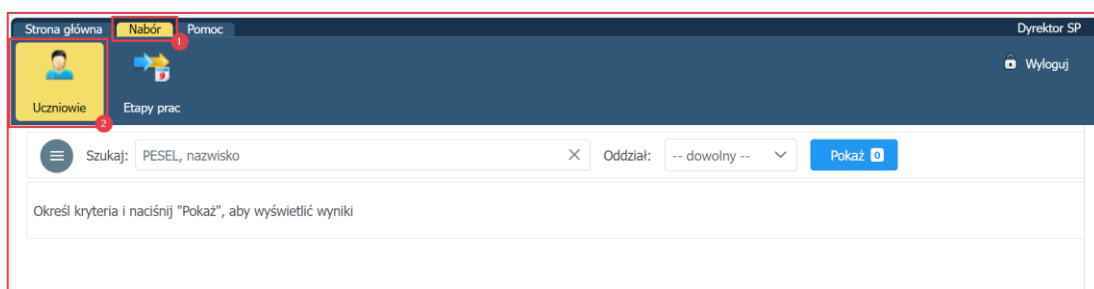 Strona główna Nabór Pomoc Dyrektor SP
1
9
Wyloguj
Uczniowie Etapy prac
2
Szukaj: PESEL, nazwisko Oddział: -- dowolny -- Pokaż 0
Określ kryteria i naciśnij "Pokaż", aby wyświetlić wyniki